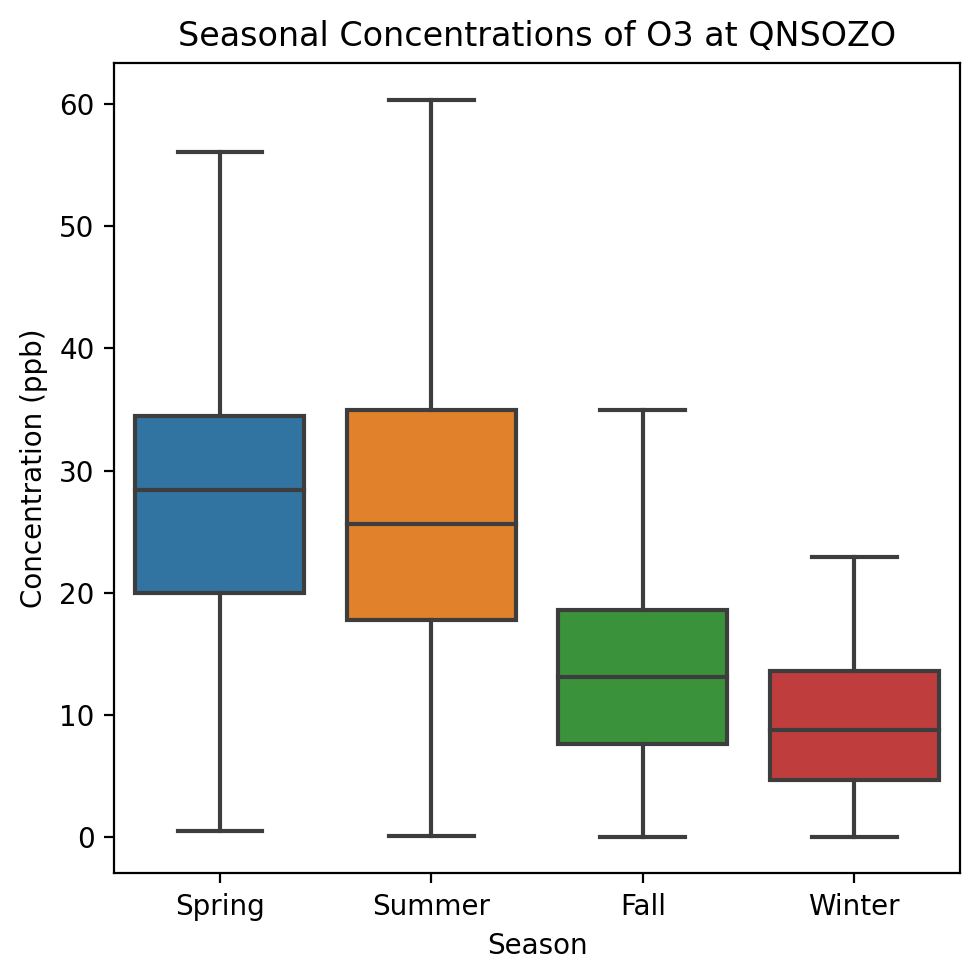 Seasonal Concentrations of O3 at QNSOZO
Concentration (ppb)
60
50
40
30
20
10
0
Spring Summer Fall Winter
Season